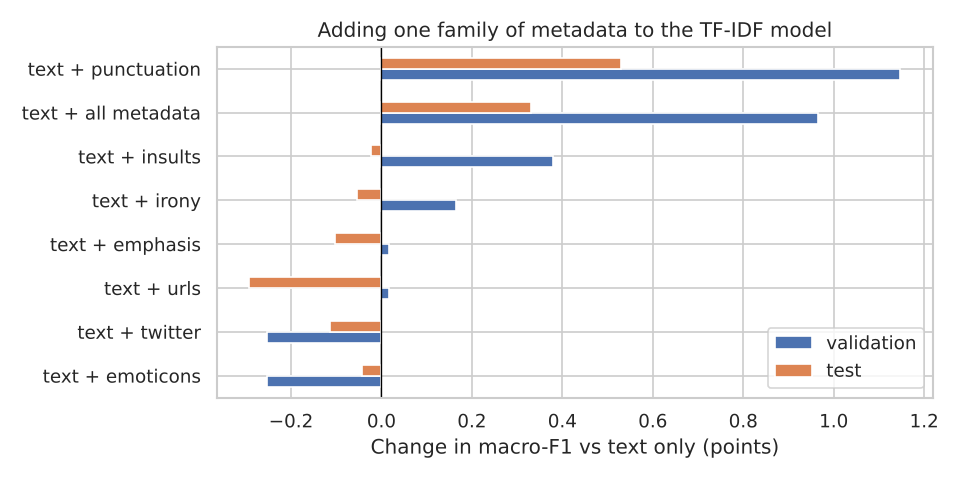 Adding one family of metadata to the TF-IDF model
text + punctuation
text + all metadata
text + insults
text + irony
text + emphasis
text + urls
text + twitter
text + emoticons
validation
test
−0.2 0.0 0.2 0.4 0.6 0.8 1.0 1.2
Change in macro-F1 vs text only (points)